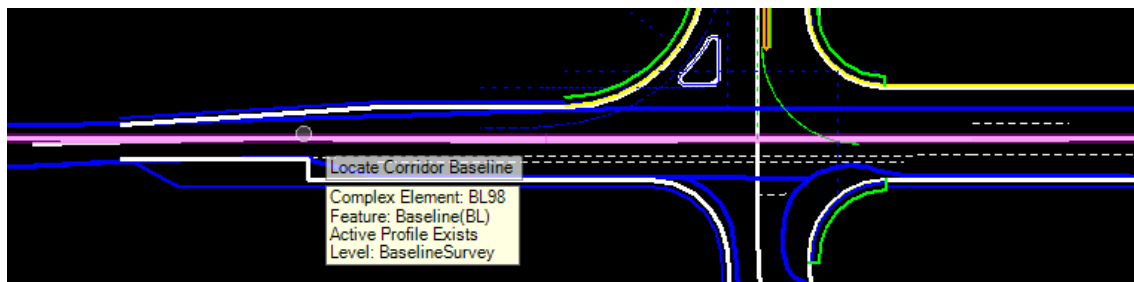 Locate Corridor Baseline
Complex Element: BL98
Feature: Baseline(BL)
Active Profile Exists
Level: BaselineSurvey